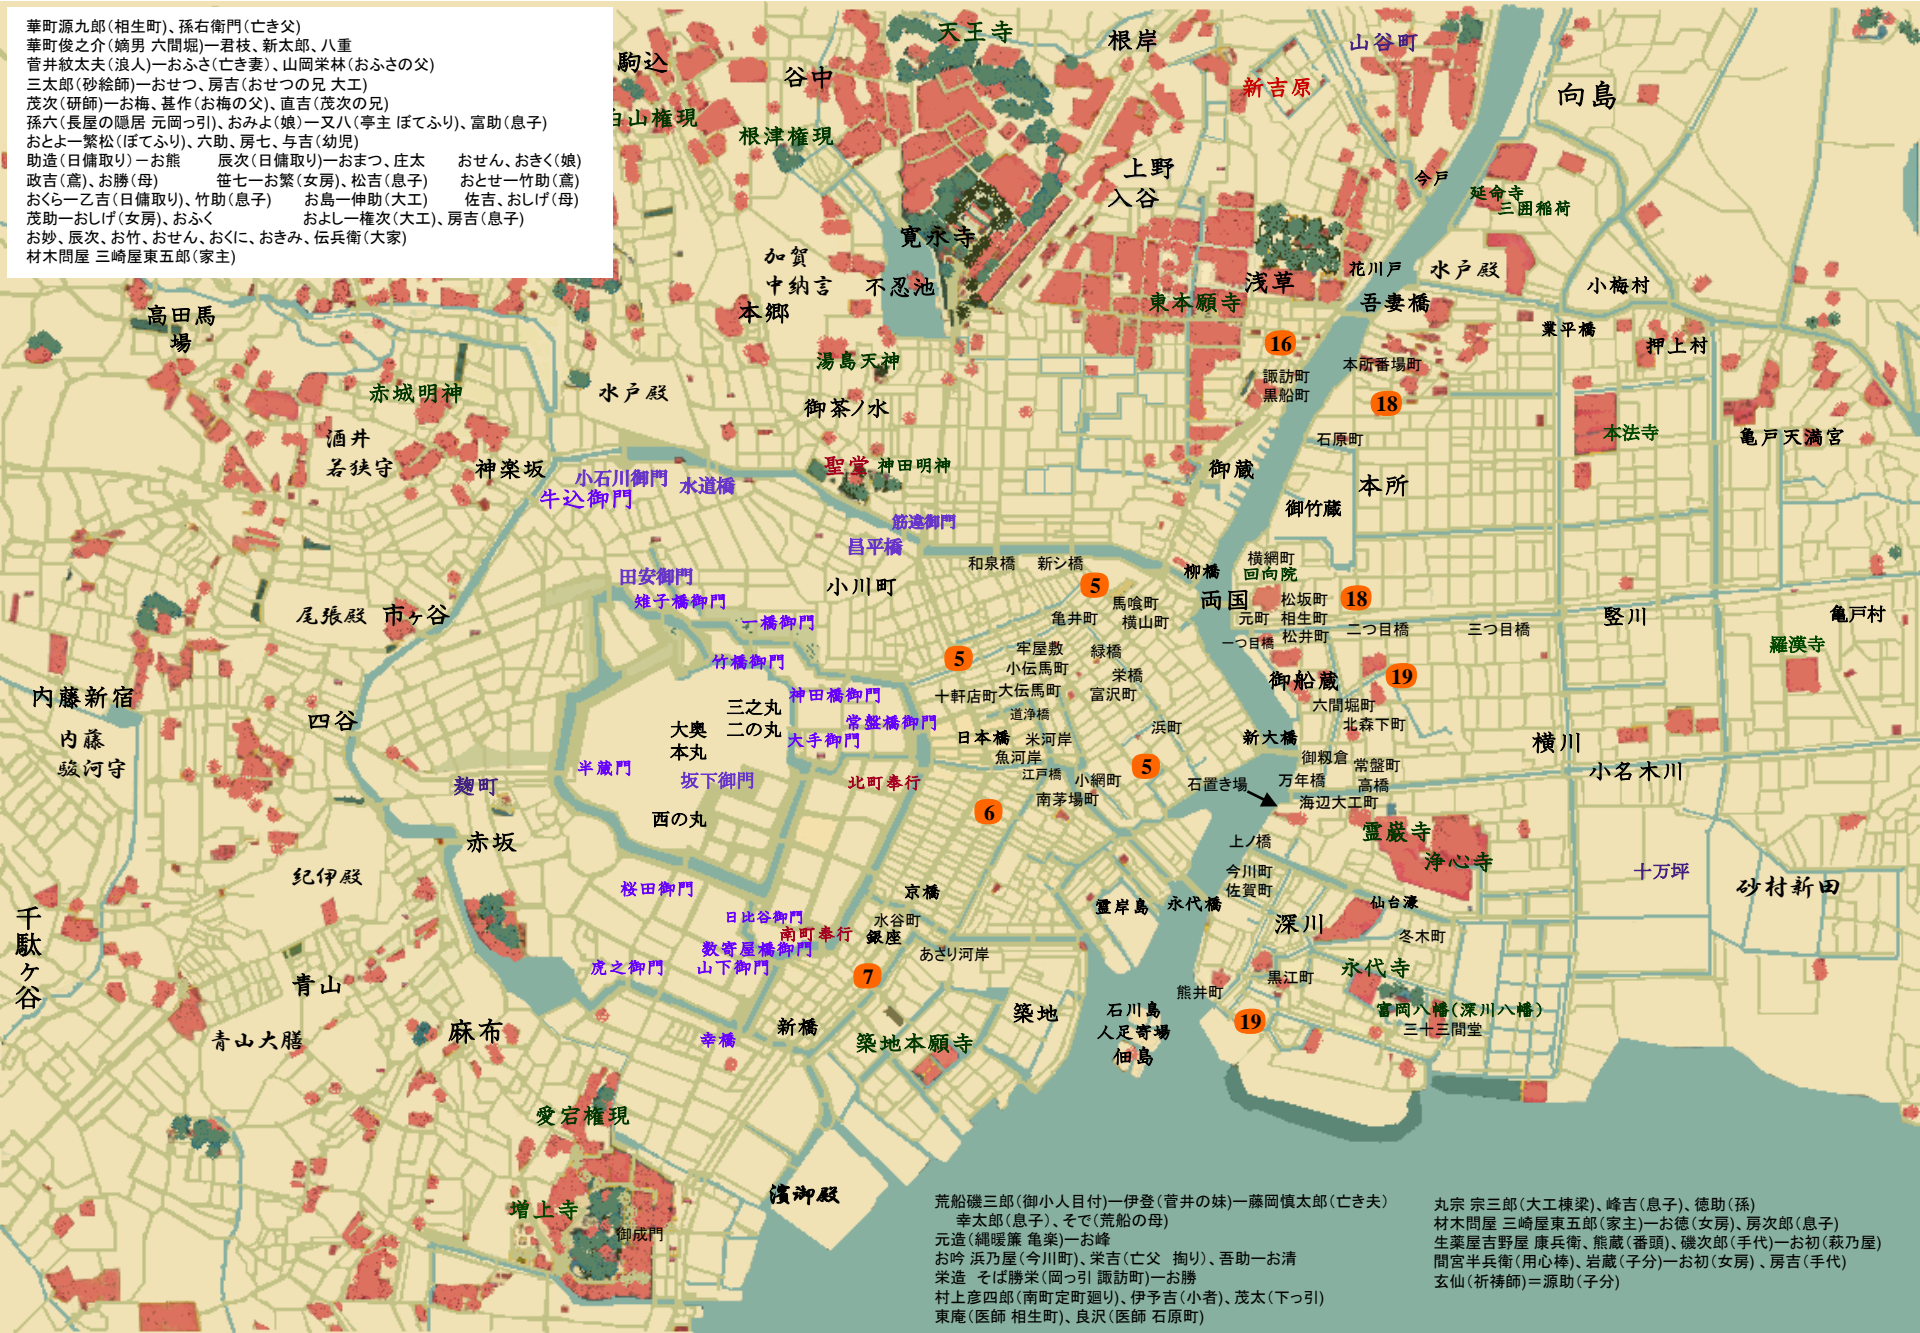 華町源九郎(相生町)、孫右衛門(亡き父)
華町俊之介(嫡男 六間堀)ー君枝、新太郎、八重
菅井紋太夫(浪人)ーおふさ(亡き妻)、山岡栄林(おふさの父)
三太郎(砂絵師)ーおせつ、房吉(おせつの兄 大工)
茂次(研師)ーお梅、甚作(お梅の父)、直吉(茂次の兄)
孫六(長屋の隠居 元岡っ引)、おみよ(娘)ー又八(亭主 ぼてふり)、富助(息子)
おとよー繁松(ぼてふり)、六助、房七、与吉(幼児)
助造(日傭取り)ーお熊 辰次(日傭取り)ーおまつ、庄太 おせん、おきく(娘)
政吉(鳶)、お勝(母) 笹七ーお繁(女房)、松吉(息子) おとせー竹助(鳶)
おくらー乙吉(日傭取り)、竹助(息子) お島ー伸助(大工) 佐吉、おしげ(母)
茂助ーおしげ(女房)、おふく およしー権次(大工)、房吉(息子)
お妙、辰次、お竹、おせん、おくに、おきみ、伝兵衛(大家)
材木問屋 三崎屋東五郎(家主)
天王寺
根岸
山谷町
駒込
谷中
新吉原
向島
白山権現
根津権現
上野
入谷
今戸
延命寺
三囲稲荷
寛永寺
加賀
中納言
不忍池
本郷
浅草
花川戸
水戸殿
東本願寺
吾妻橋
小梅村
業平橋
押上村
高田馬場
16
湯島天神
諏訪町
黒船町
本所番場町
18
赤城明神
水戸殿
御茶ノ水
石原町
本法寺
亀戸天満宮
酒井
若狭守
神楽坂
聖堂
神田明神
御蔵
本所
小石川御門
水道橋
牛込御門
御竹蔵
筋違御門
昌平橋
和泉橋
新シ橋
柳橋
横網町
回向院
田安御門
小川町
5
両国
18
雉子橋御門
馬喰町
横山町
松坂町
元町
相生町
松井町
尾張殿
市ヶ谷
一橋御門
亀井町
一つ目橋
二つ目橋
三つ目橋
竪川
亀戸村
竹橋御門
5
牢屋敷
緑橋
小伝馬町
栄橋
羅漢寺
内藤新宿
神田橋御門
十軒店町
大伝馬町
富沢町
御船蔵
19
三之丸
二の丸
道浄橋
六間堀町
北森下町
四谷
大奥
本丸
常盤橋御門
大手御門
日本橋
米河岸
浜町
新大橋
横川
内藤
駿河守
魚河岸
御籾倉
半蔵門
江戸橋
5
常盤町
小名木川
麹町
坂下御門
北町奉行
小網町
石置き場
万年橋
高橋
南茅場町
海辺大工町
西の丸
6
赤坂
上ノ橋
霊巌寺
浄心寺
紀伊殿
今川町
佐賀町
十万坪
砂村新田
桜田御門
京橋
霊岸島
永代橋
仙台濠
千駄ヶ谷
日比谷御門
水谷町
深川
南町奉行
銀座
冬木町
数寄屋橋御門
あさり河岸
虎之御門
山下御門
7
黒江町
永代寺
青山
熊井町
石川島
人足寄場
佃島
築地
富岡八幡(深川八幡)
三十三間堂
19
青山大膳
麻布
幸橋
新橋
築地本願寺
愛宕権現
濱御殿
増上寺
御成門
荒船磯三郎(御小人目付)ー伊登(菅井の妹)ー藤岡慎太郎(亡き夫)
幸太郎(息子)、そで(荒船の母)
元造(縄暖簾 亀楽)ーお峰
お吟 浜乃屋(今川町)、栄吉(亡父 掏り)、吾助ーお清
栄造 そば勝栄(岡っ引 諏訪町)ーお勝
村上彦四郎(南町定町廻り)、伊予吉(小者)、茂太(下っ引)
東庵(医師 相生町)、良沢(医師 石原町)
丸宗 宗三郎(大工棟梁)、峰吉(息子)、徳助(孫)
材木問屋 三崎屋東五郎(家主)ーお徳(女房)、房次郎(息子)
生薬屋吉野屋 康兵衛、熊蔵(番頭)、磯次郎(手代)ーお初(萩乃屋)
間宮半兵衛(用心棒)、岩蔵(子分)ーお初(女房)、房吉(手代)
玄仙(祈祷師)=源助(子分)